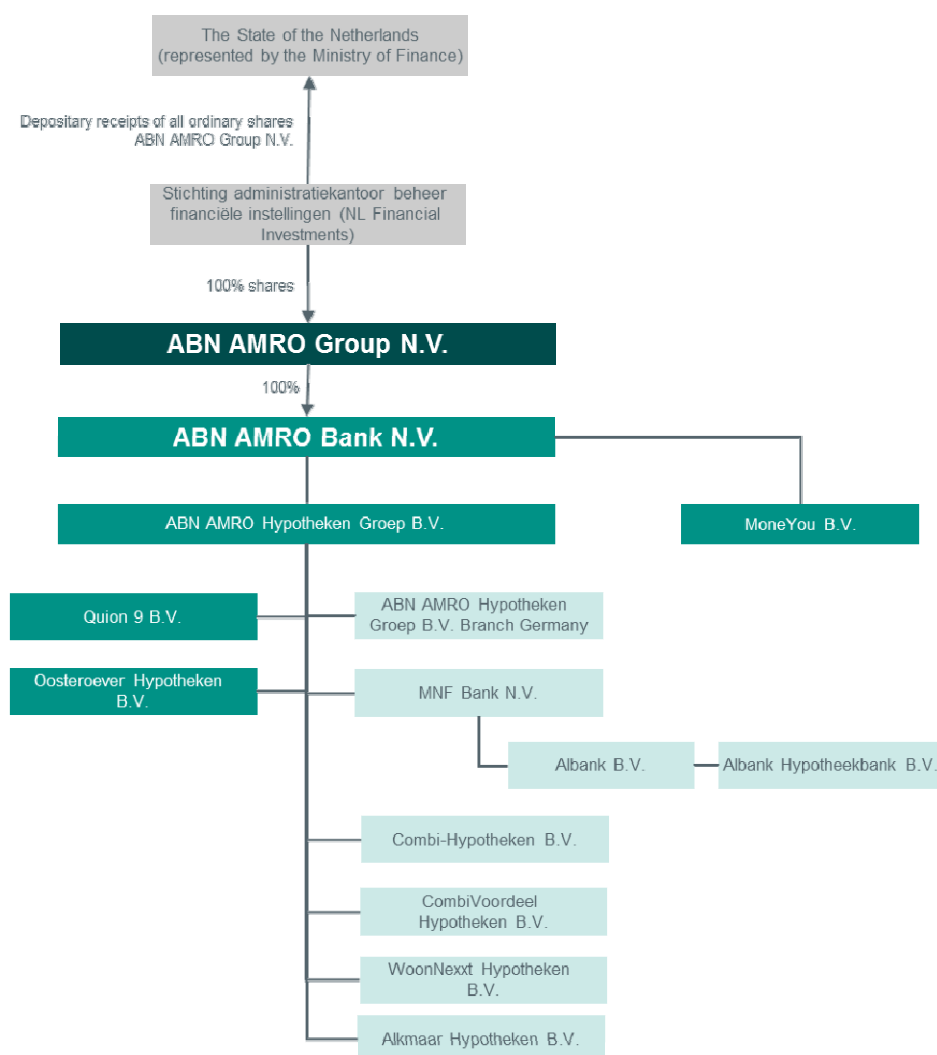 The State of the Netherlands
(represented by the Ministry of Finance)
Depositary receipts of all ordinary shares
ABN AMRO Group N.V.
Stichting administratiekantoor beheer
financiële instellingen (NL Financial
Investments)
100% shares
ABN AMRO Group N.V.
100%
ABN AMRO Bank N.V.
ABN AMRO Hypotheken Groep B.V.
MoneYou B.V.
Quion 9 B.V.
ABN AMRO Hypotheken
Groep B.V. Branch Germany
Oosteroever Hypotheken
B.V.
MNF Bank N.V.
Albank B.V.
Albank Hypotheekbank B.V.
Combi-Hypotheken B.V.
CombiVoordeel
Hypotheken B.V.
WoonNexxt Hypotheken
B.V.
Alkmaar Hypotheken B.V.